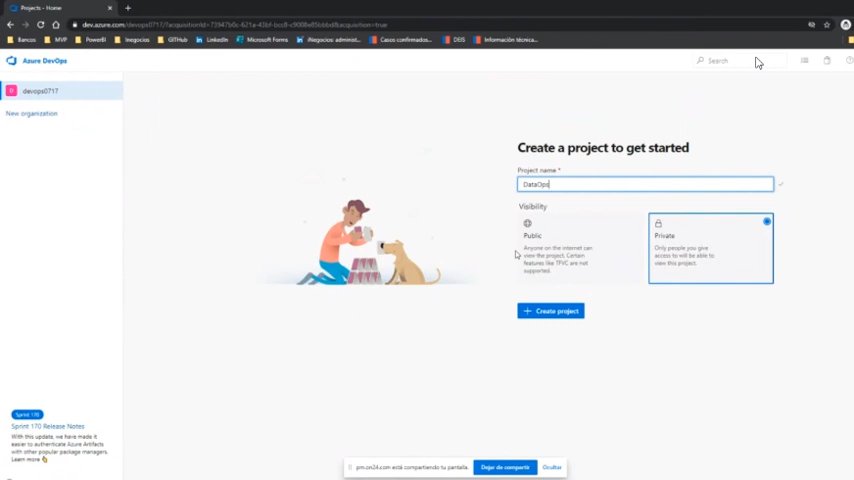 Projects - Home
dev.azure.com/devops0717/?acquisitionId=
Bancos MVP PowerBI Inegocios GITHub LinkedIn Microsoft Forms iNegocios: administ... Casos confirmados... DEIS Información técnica...
Azure DevOps
Search
devops0717
New organization
Create a project to get started
Project name *
DataOps
Visibility
Public
Anyone on the internet can
view the project. Certain
features like TFVC are not
supported.
Private
Only people you give
access to will be able to
view this project.
+ Create project
Sprint 170
Sprint 170 Release Notes
With this update, we have made it
easier to authenticate Azure Artifacts
with other popular package managers.
Learn more
pm.on24.com está compartiendo tu pantalla.
Dejar de compartir
Ocultar